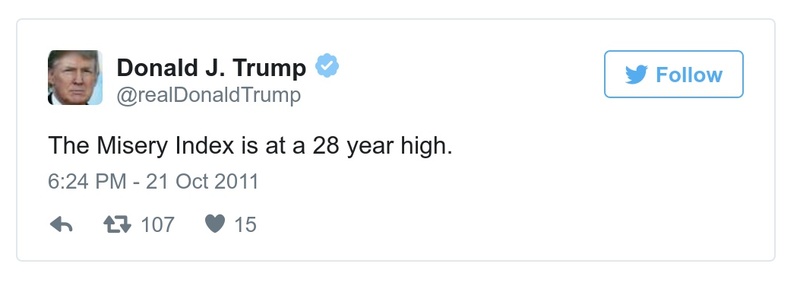 Donald J. Trump
@realDonaldTrump
Follow
The Misery Index is at a 28 year high.
6:24 PM - 21 Oct 2011
107 15